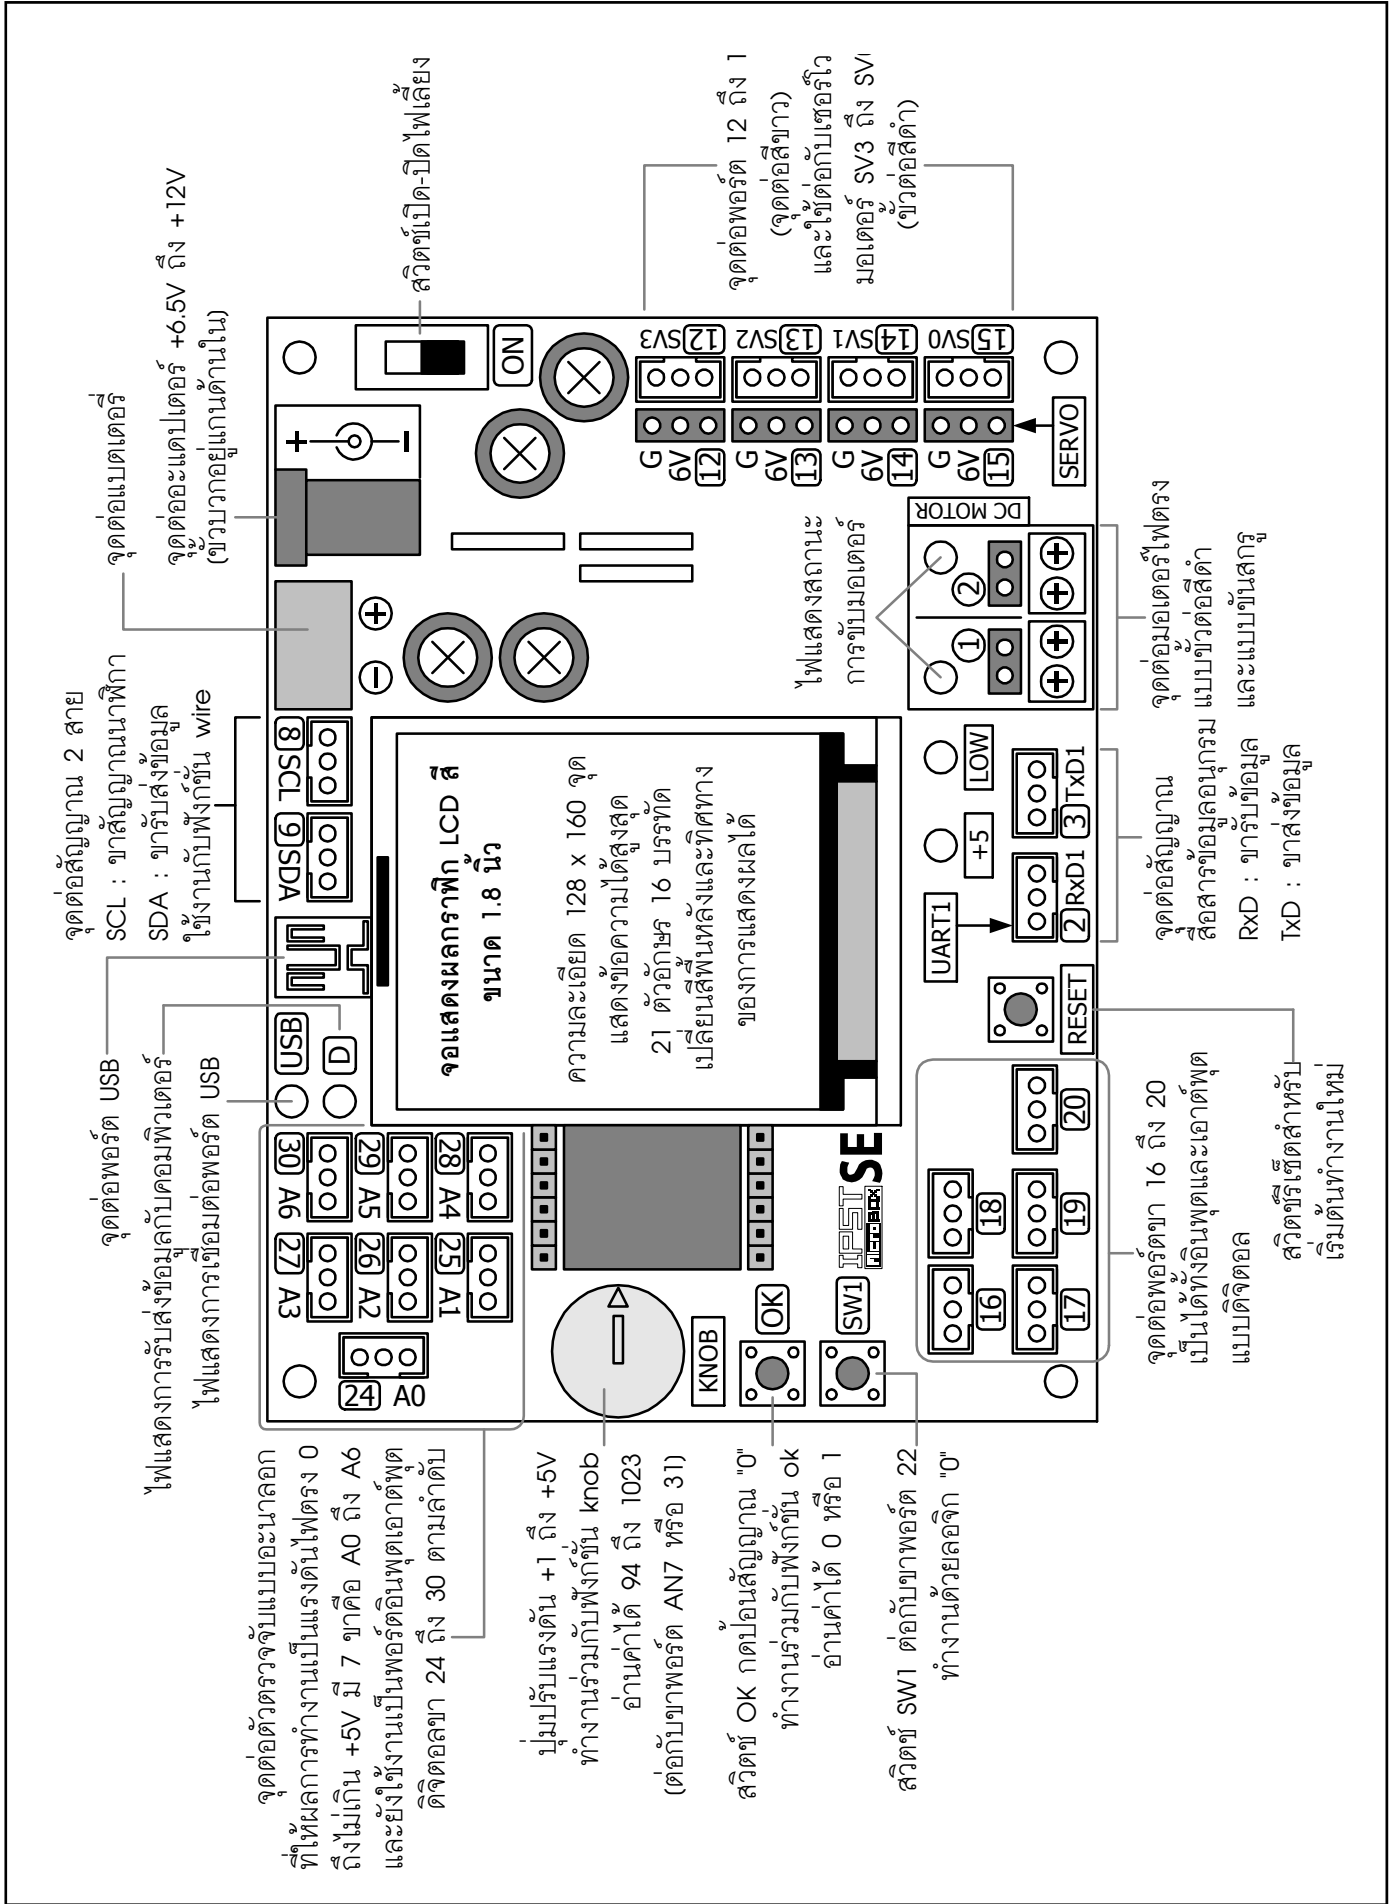 จุดต่อแบตเตอรี่
จุดต่ออะแดปเตอร์ +6.5V ถึง +12V
(ขั้วบวกอยู่แกนด้านใน)
สวิตช์เปิด-ปิดไฟเลี้ยง
จุดต่อสัญญาณ 2 สาย
SCL : ขาสัญญาณนาฬิกา
SDA : ขารับส่งข้อมูล
ใช้งานกับฟังก์ชั่น wire
จุดต่อพอร์ต USB
ไฟแสดงการรับส่งข้อมูลกับคอมพิวเตอร์
ไฟแสดงการเชื่อมต่อพอร์ต USB
จุดต่อตัวตรวจจับแบบอะนาลอก
ที่ให้ผลการทำงานเป็นแรงดันไฟตรง 0
ถึงไม่เกิน +5V มี 7 ขาคือ A0 ถึง A6
และยังใช้งานเป็นพอร์ตอินพุตเอาต์พุต
ดิจิตอลขา 24 ถึง 30 ตามลำดับ
ปุ่มปรับแรงดัน +1 ถึง +5V
ทำงานร่วมกับฟังก์ชั่น knob
อ่านค่าได้ 94 ถึง 1023
(ต่อกับขาพอร์ต AN7 หรือ 31)
สวิตช์ OK กดป้อนสัญญาณ "0"
ทำงานร่วมกับฟังก์ชั่น ok
อ่านค่าได้ 0 หรือ 1
สวิตช์ SW1 ต่อกับขาพอร์ต 22
ทำงานด้วยลอจิก "0"
24 A0
27 A3
30 A6
26 A2
29 A5
25 A1
28 A4
USB
D
9 SDA
8 SCL
+
-
ON
จอแสดงผลกราฟิก LCD สี
ขนาด 1.8 นิ้ว
ความละเอียด 128 x 160 จุด
แสดงข้อความได้สูงสุด
21 ตัวอักษร 16 บรรทัด
เปลี่ยนสีพื้นหลังและทิศทาง
ของการแสดงผลได้
KNOB
OK
SW1
IPST
MICRO-BOX
SE
16
18
17
19
20
RESET
UART1
+5
LOW
2 RxD1
3 TxD1
ไฟแสดงสถานะ
การขับมอเตอร์
DC MOTOR
1
2
SERVO
G
6V
12
G
6V
13
G
6V
14
G
6V
15
SV3 12
SV2 13
SV1 14
SV0 15
จุดต่อพอร์ต 12 ถึง 1
(จุดต่อสีขาว)
และใช้ต่อกับเซอร์โว
มอเตอร์ SV3 ถึง SV
(ขั้วต่อสีดำ)
จุดต่อมอเตอร์ไฟตรง
แบบขั้วต่อสีดำ
และแบบขันสกรู
จุดต่อสัญญาณ
สื่อสารข้อมูลอนุกรม
RxD : ขารับข้อมูล
TxD : ขาส่งข้อมูล
จุดต่อพอร์ตขา 16 ถึง 20
เป็นได้ทั้งอินพุตและเอาต์พุต
แบบดิจิตอล
สวิตช์รีเซ็ตสำหรับ
เริ่มต้นทำงานใหม่